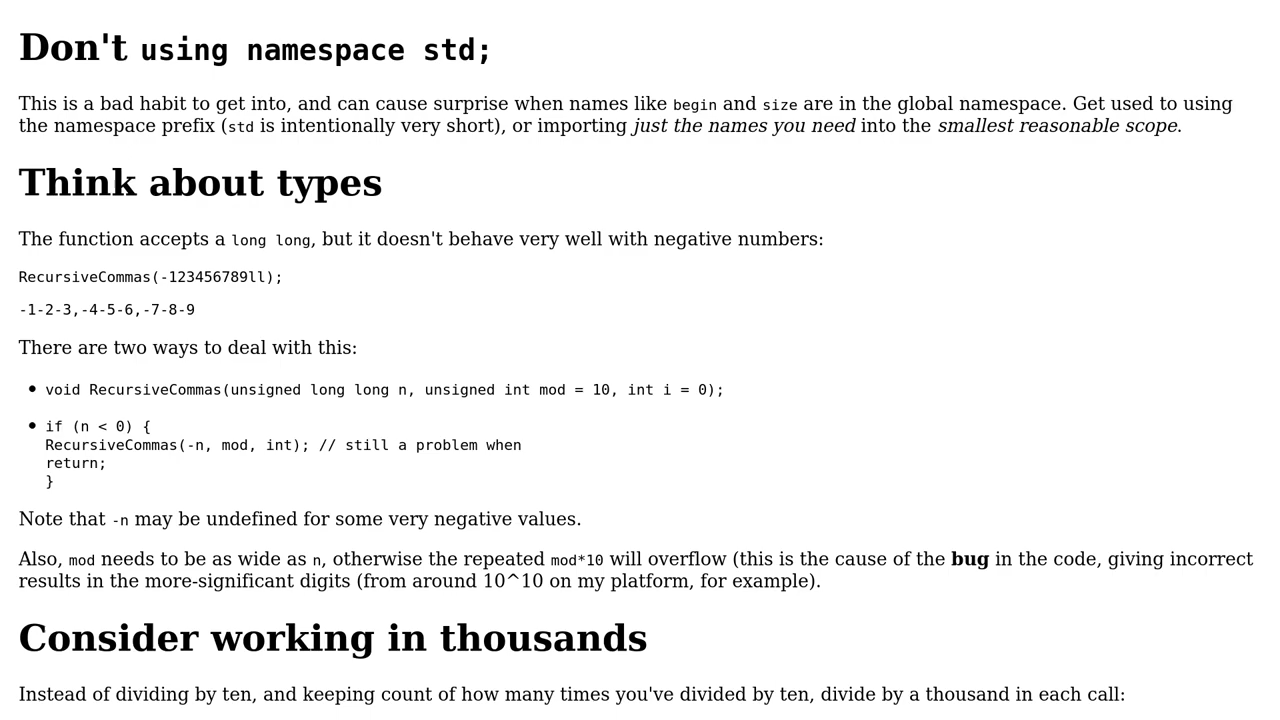 Don't using namespace std;
This is a bad habit to get into, and can cause surprise when names like begin and size are in the global namespace. Get used to using
the namespace prefix (std is intentionally very short), or importing just the names you need into the smallest reasonable scope.
Think about types
The function accepts a long long, but it doesn't behave very well with negative numbers:
RecursiveCommas(-123456789ll);
-1-2-3,-4-5-6,-7-8-9
There are two ways to deal with this:
• void RecursiveCommas(unsigned long long n, unsigned int mod = 10, int i = 0);
• if (n < 0) {
RecursiveCommas(-n, mod, int); // still a problem when
return;
}
Note that -n may be undefined for some very negative values.
Also, mod needs to be as wide as n, otherwise the repeated mod*10 will overflow (this is the cause of the bug in the code, giving incorrect
results in the more-significant digits (from around 10^10 on my platform, for example).
Consider working in thousands
Instead of dividing by ten, and keeping count of how many times you've divided by ten, divide by a thousand in each call: